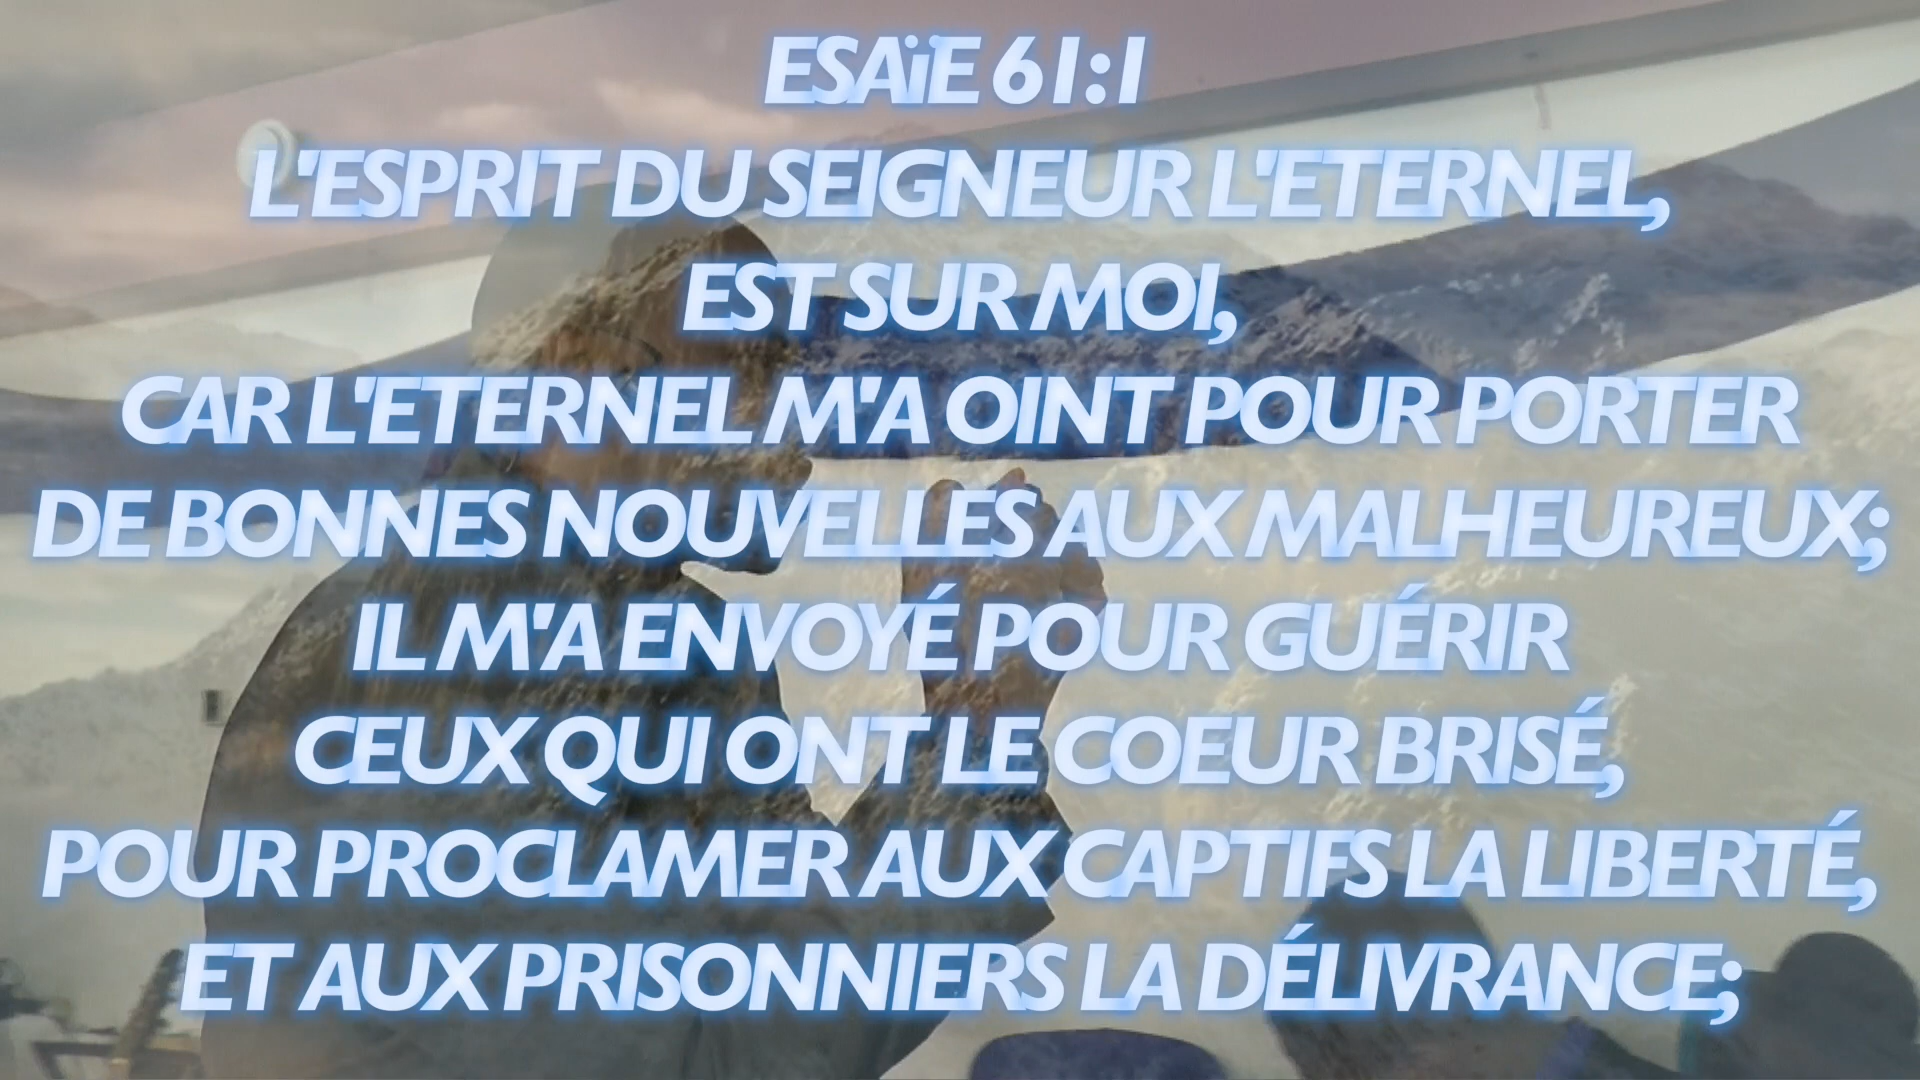 ESAïE 61:1
L'ESPRIT DU SEIGNEUR L'ETERNEL,
EST SUR MOI,
CAR L'ETERNEL M'A OINT POUR PORTER
DE BONNES NOUVELLES AUX MALHEUREUX;
IL M'A ENVOYÉ POUR GUÉRIR
CEUX QUI ONT LE COEUR BRISÉ,
POUR PROCLAMER AUX CAPTIFS LA LIBERTÉ,
ET AUX PRISONNIERS LA DÉLIVRANCE;